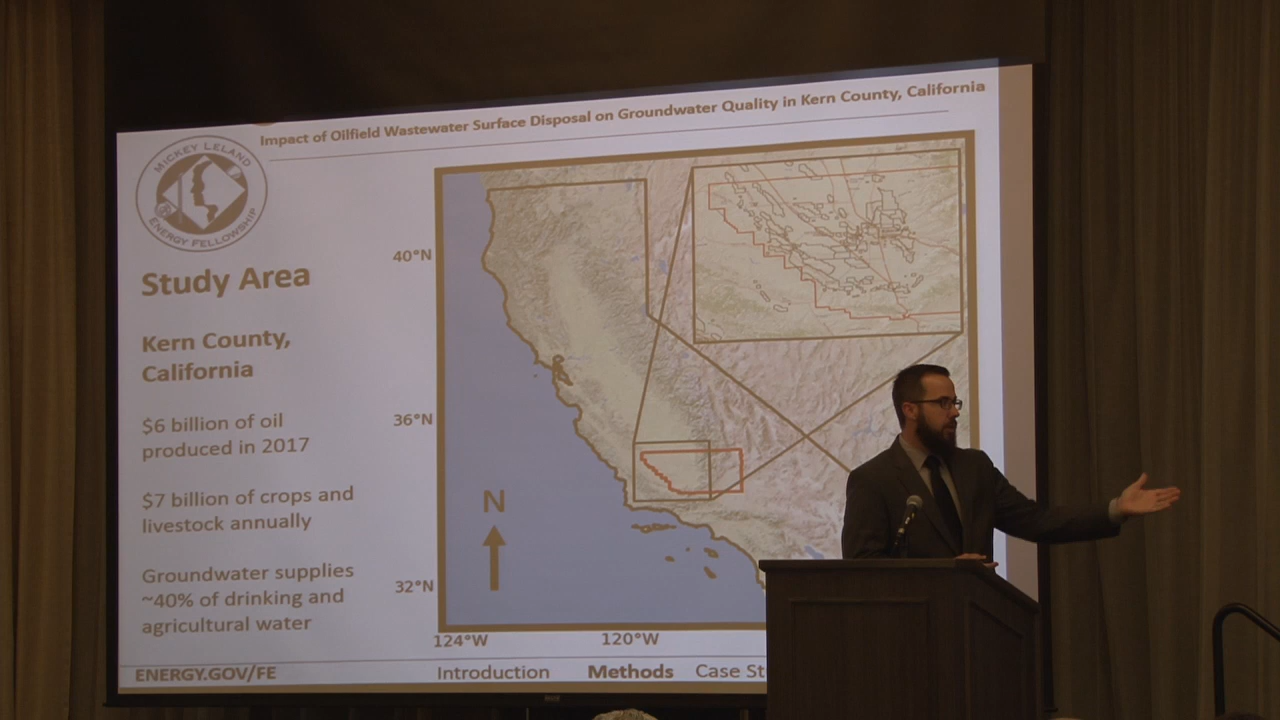 Impact of Oilfield Wastewater Surface Disposal on Groundwater Quality in Kern County, California
MICKEY LELAND
ENERGY FELLOWSHIP
Study Area
Kern County,
California
$6 billion of oil
produced in 2017
$7 billion of crops and
livestock annually
Groundwater supplies
~40% of drinking and
agricultural water
40°N
36°N
32°N
N
124°W 120°W
ENERGY.GOV/FE Introduction Methods Case St